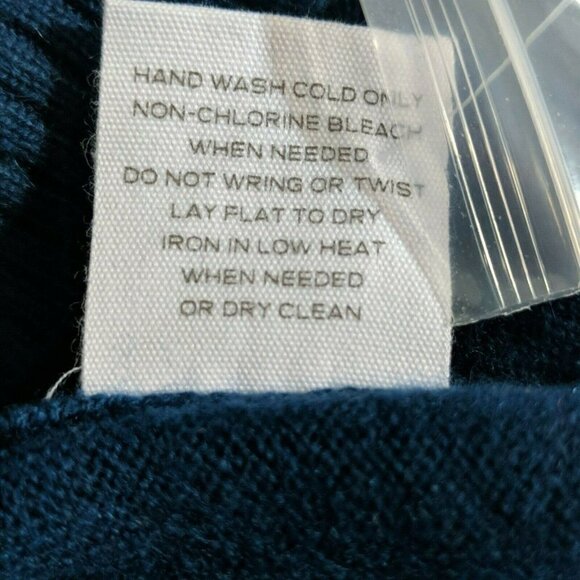 HAND WASH COLD ONLY
NON-CHLORINE BLEACH
WHEN NEEDED
DO NOT WRING OR TWIST
LAY FLAT TO DRY
IRON IN LOW HEAT
WHEN NEEDED
OR DRY CLEAN